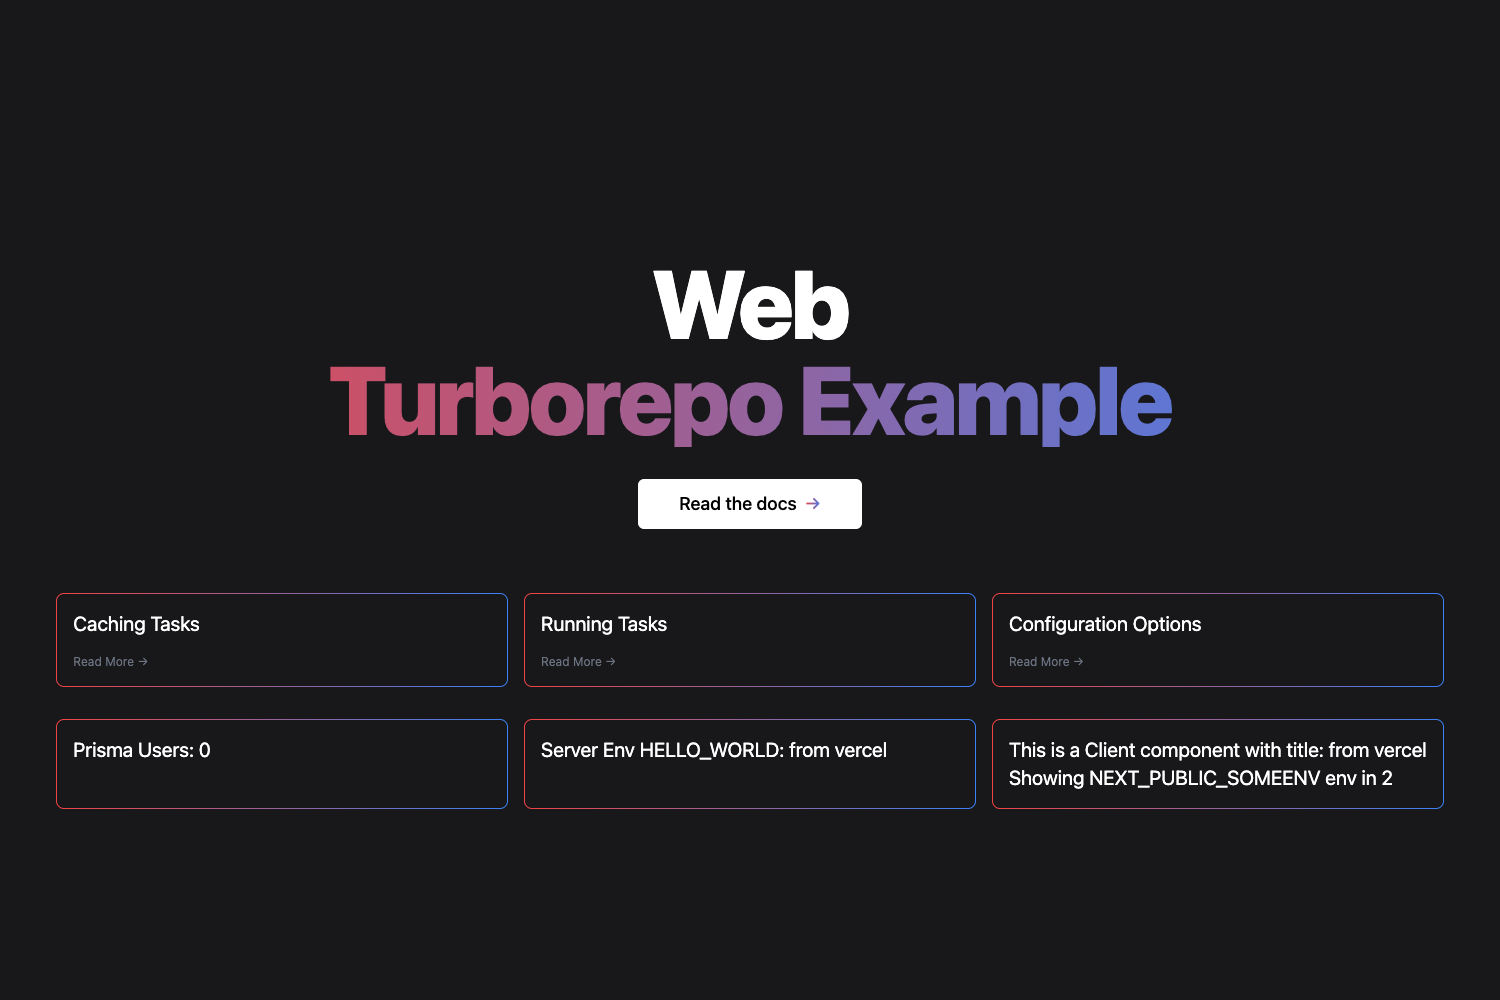 Web
Turborepo Example
Read the docs →
Caching Tasks
Read More →
Running Tasks
Read More →
Configuration Options
Read More →
Prisma Users: 0
Server Env HELLO_WORLD: from vercel
This is a Client component with title: from vercel
Showing NEXT_PUBLIC_SOMEENV env in 2